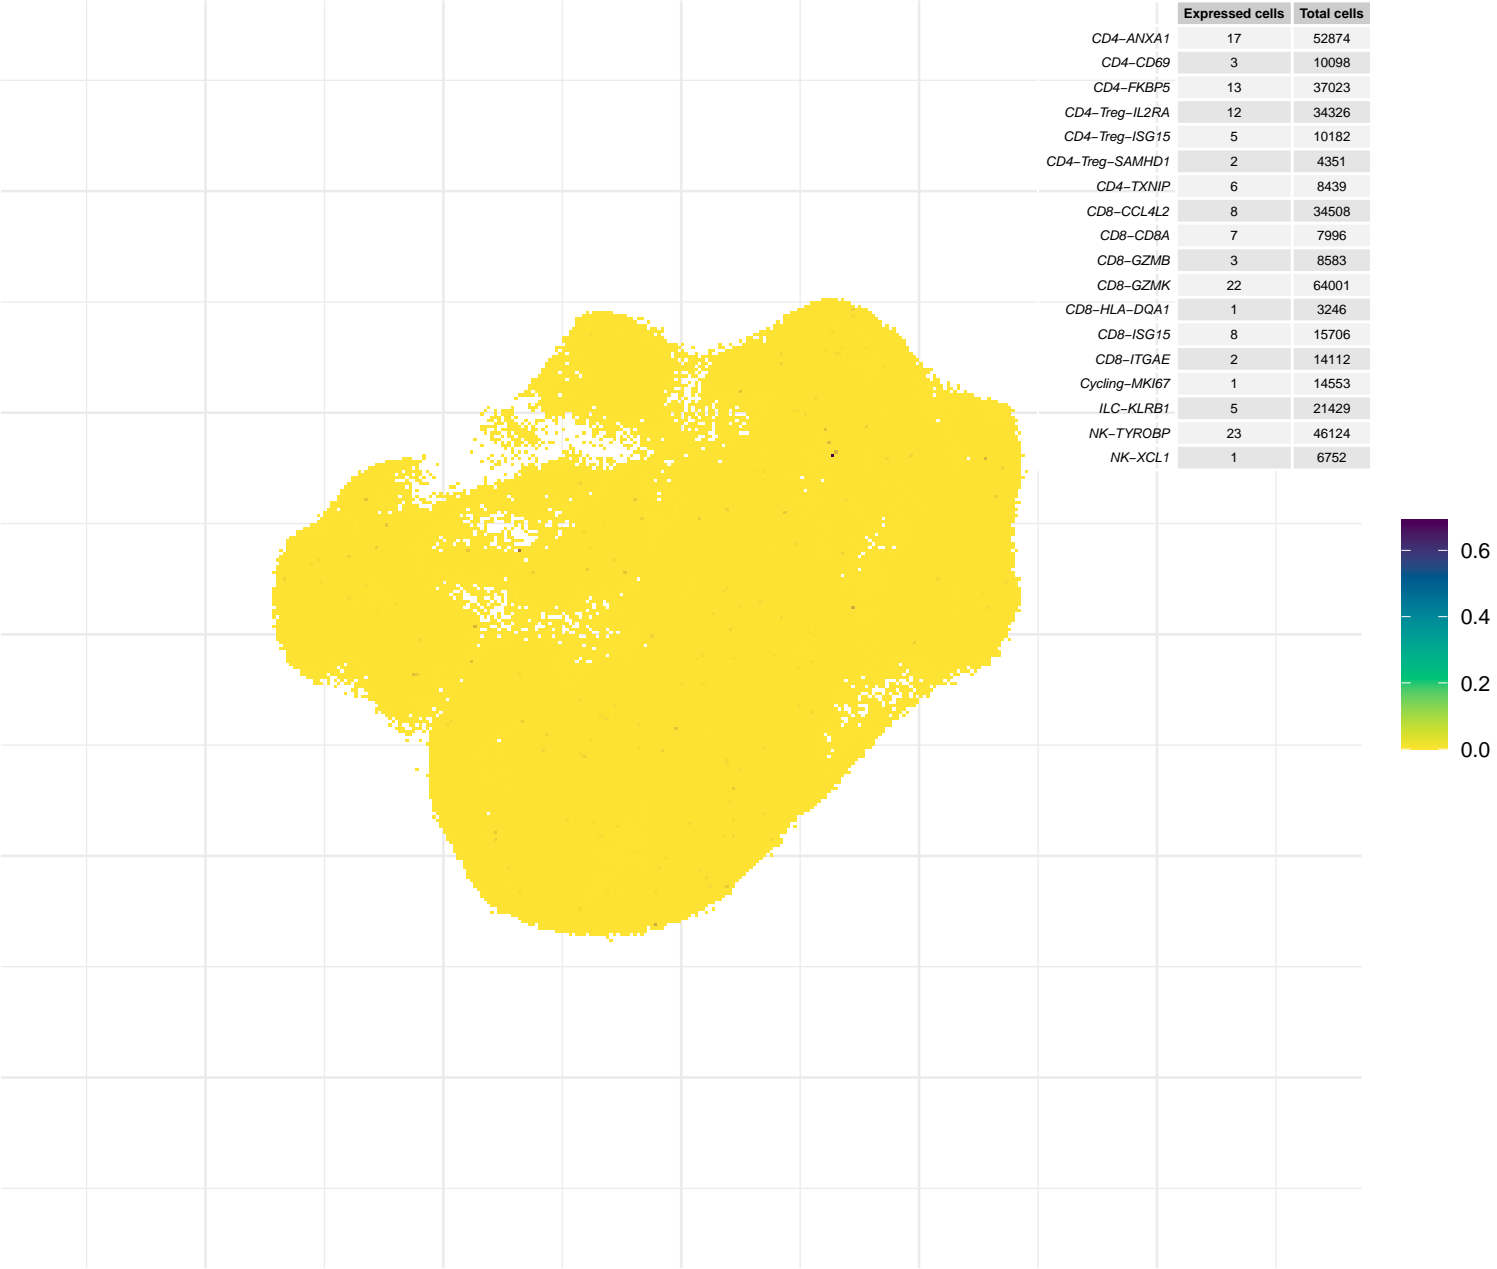 Expressed cells Total cells
CD4−ANXA1 17 52874
CD4−CD69 3 10098
CD4−FKBP5 13 37023
CD4−Treg−IL2RA 12 34326
CD4−Treg−ISG15 5 10182
CD4−Treg−SAMHD1 2 4351
CD4−TXNIP 6 8439
CD8−CCL4L2 8 34508
CD8−CD8A 7 7996
CD8−GZMB 3 8583
CD8−GZMK 22 64001
CD8−HLA−DQA1 1 3246
CD8−ISG15 8 15706
CD8−ITGAE 2 14112
Cycling−MKI67 1 14553
ILC−KLRB1 5 21429
NK−TYROBP 23 46124
NK−XCL1 1 6752
0.6
0.4
0.2
0.0